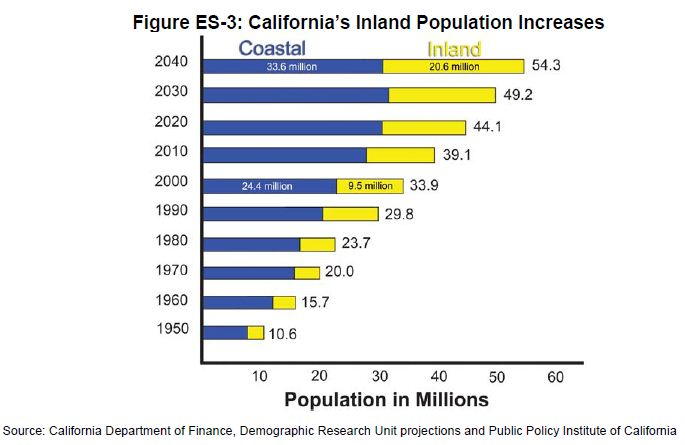 Figure ES-3: California's Inland Population Increases
Coastal Inland
2040 33.6 million 20.6 million 54.3
2030 49.2
2020 44.1
2010 39.1
2000 24.4 million 9.5 million 33.9
1990 29.8
1980 23.7
1970 20.0
1960 15.7
1950 10.6
10 20 30 40 50 60
Population in Millions
Source: California Department of Finance, Demographic Research Unit projections and Public Policy Institute of California